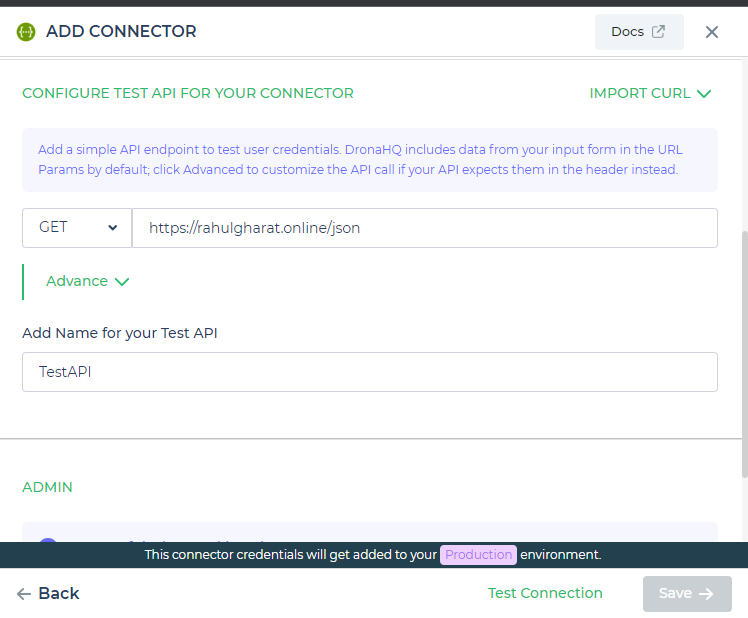 ADD CONNECTOR
Docs
CONFIGURE TEST API FOR YOUR CONNECTOR
IMPORT CURL
Add a simple API endpoint to test user credentials. DronaHQ includes data from your input form in the URL
Params by default; click Advanced to customize the API call if your API expects them in the header instead.
GET
https://rahulgharat.online/json
Advance
Add Name for your Test API
TestAPI
ADMIN
This connector credentials will get added to your Production environment.
Back
Test Connection
Save